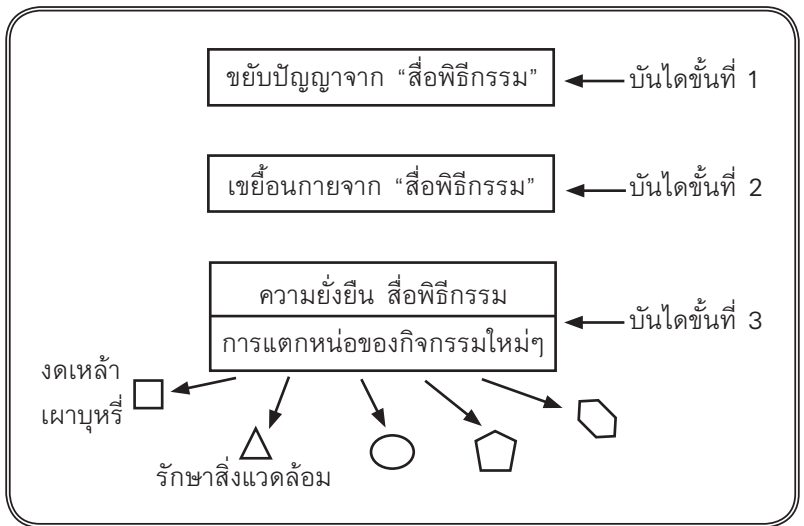 ขยับปัญญาจาก “สื่อพิธีกรรม”
บันไดขั้นที่ 1
เขยื้อนกายจาก “สื่อพิธีกรรม”
บันไดขั้นที่ 2
ความยั่งยืน สื่อพิธีกรรม
บันไดขั้นที่ 3
การแตกหน่อของกิจกรรมใหม่ๆ
งดเหล้า
เผาบุหรี่
รักษาสิ่งแวดล้อม